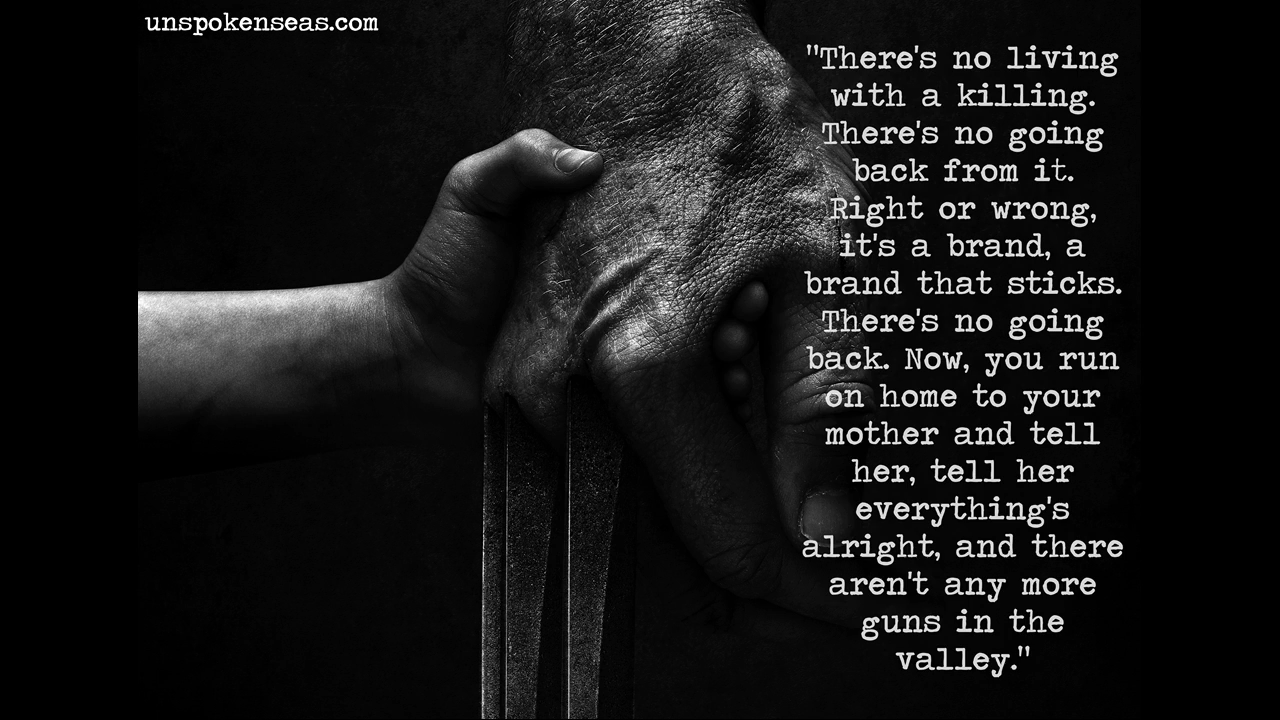 unspokenseas.com
"There's no living
with a killing.
There's no going
back from it.
Right or wrong,
it's a brand, a
brand that sticks.
There's no going
back. Now, you run
on home to your
mother and tell
her, tell her
everything's
alright, and there
aren't any more
guns in the
valley."